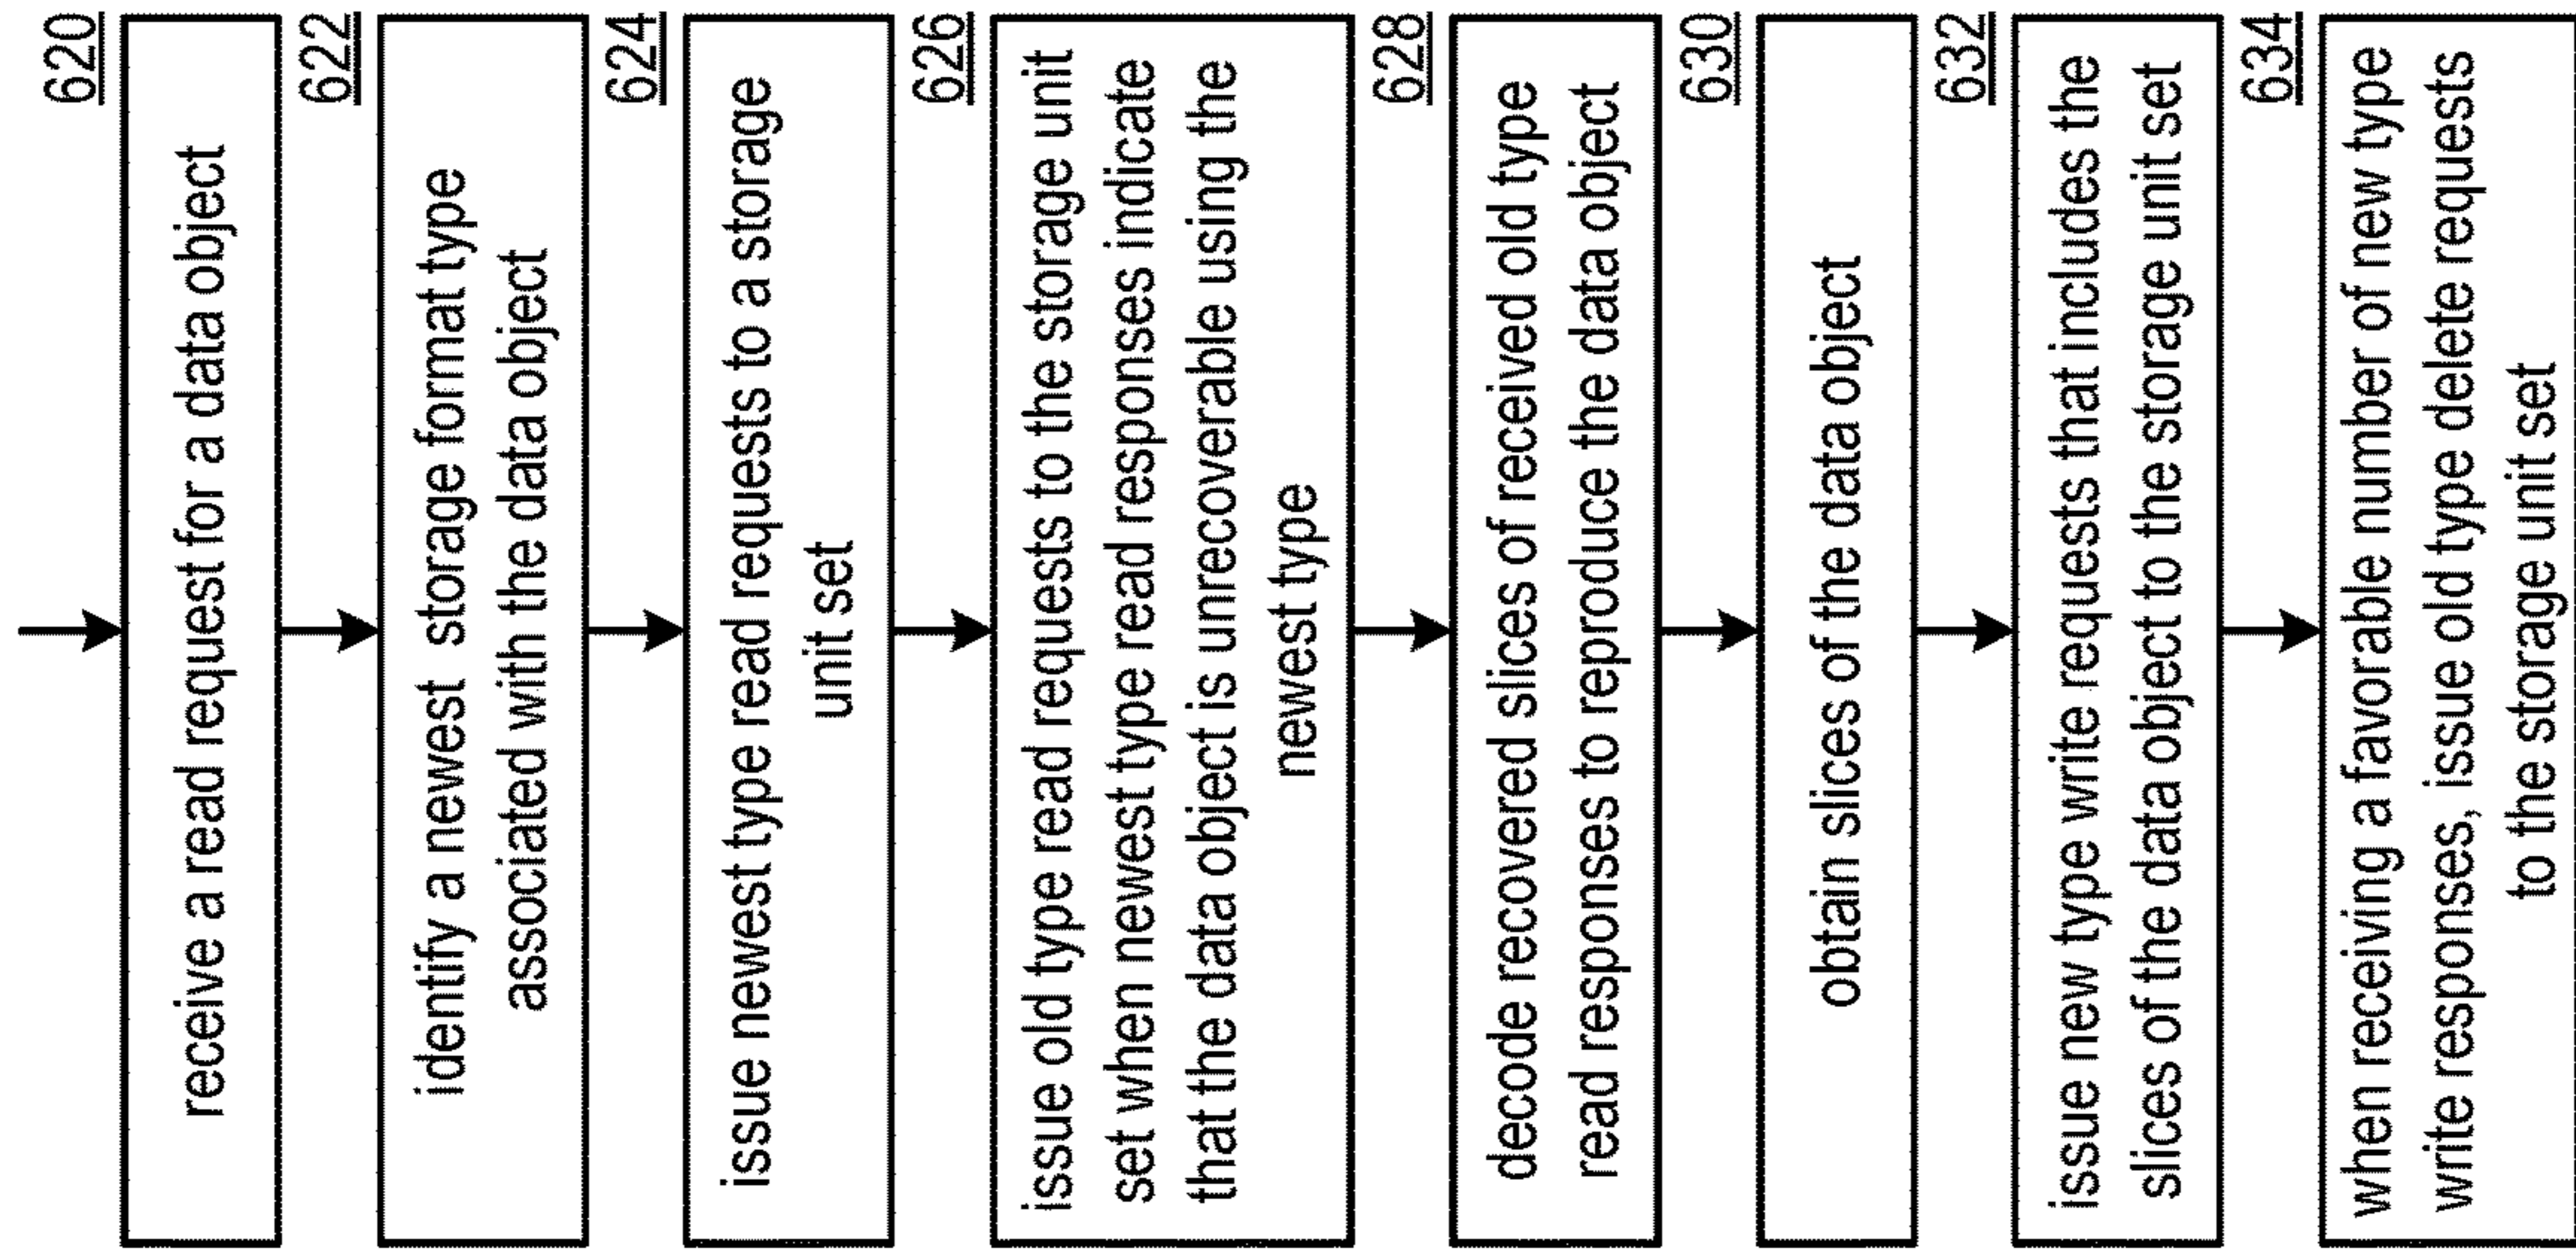 620
receive a read request for a data object
622
identify a newest storage format type
associated with the data object
624
issue newest type read requests to a storage
unit set
626
issue old type read requests to the storage unit
set when newest type read responses indicate
that the data object is unrecoverable using the
newest type
628
decode recovered slices of received old type
read responses to reproduce the data object
630
obtain slices of the data object
632
issue new type write requests that includes the
slices of the data object to the storage unit set
634
when receiving a favorable number of new type
write responses, issue old type delete requests
to the storage unit set